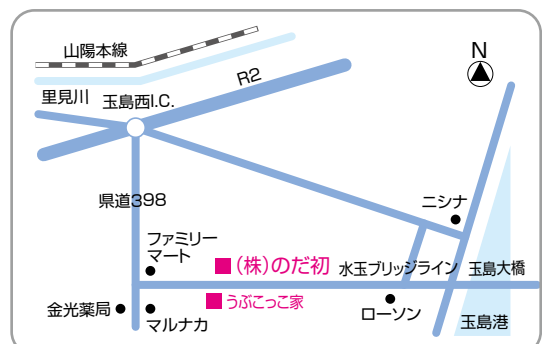 山陽本線
N
R2
里見川
玉島西I.C.
県道398
ニシナ
ファミリー
マート
■(株)のだ初
水玉ブリッジライン
玉島大橋
■うぶこっこ家
金光薬局
マルナカ
ローソン
玉島港